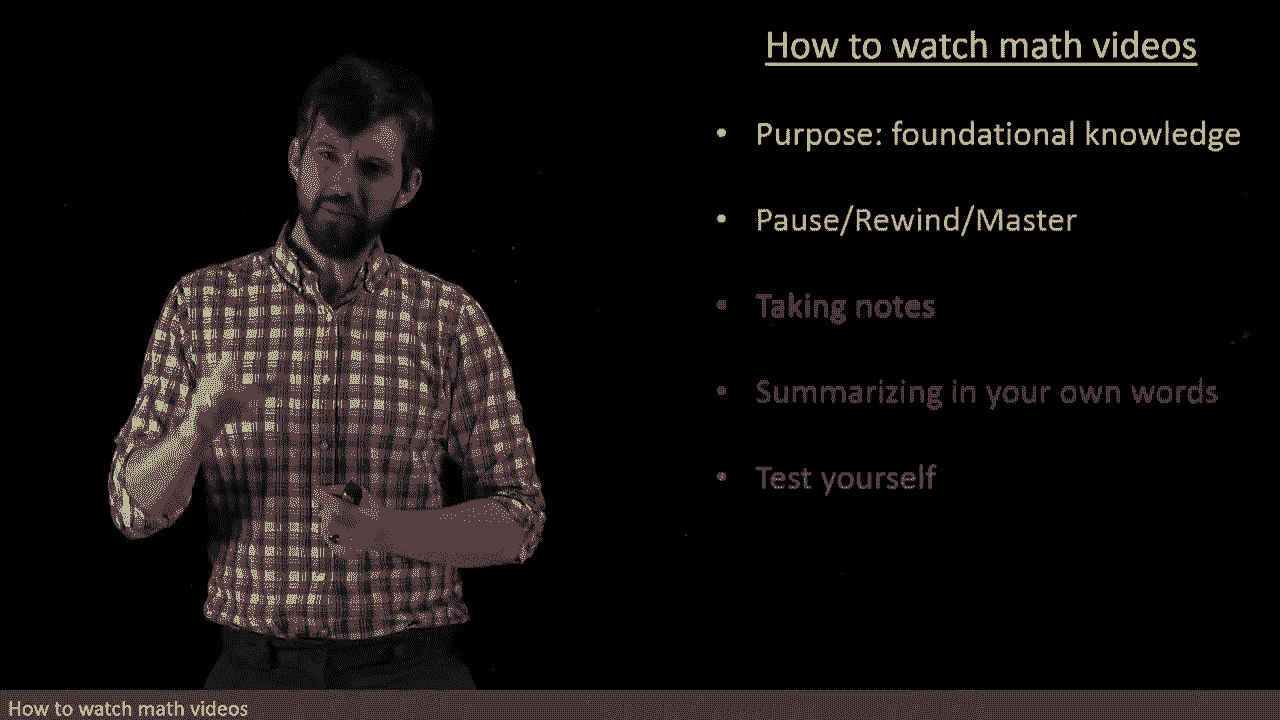 How to watch math videos
• Purpose: foundational knowledge
• Pause/Rewind/Master
• Taking notes
• Summarizing in your own words
• Test yourself
How to watch math videos